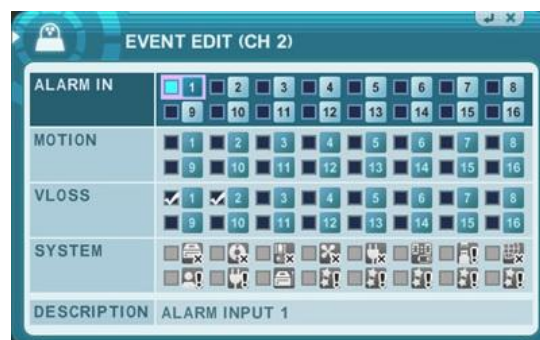 EVENT EDIT (CH 2)
ALARM IN 1 2 3 4 5 6 7 8
9 10 11 12 13 14 15 16
MOTION 1 2 3 4 5 6 7 8
9 10 11 12 13 14 15 16
VLOSS 1 2 3 4 5 6 7 8
9 10 11 12 13 14 15 16
SYSTEM
DESCRIPTION ALARM INPUT 1